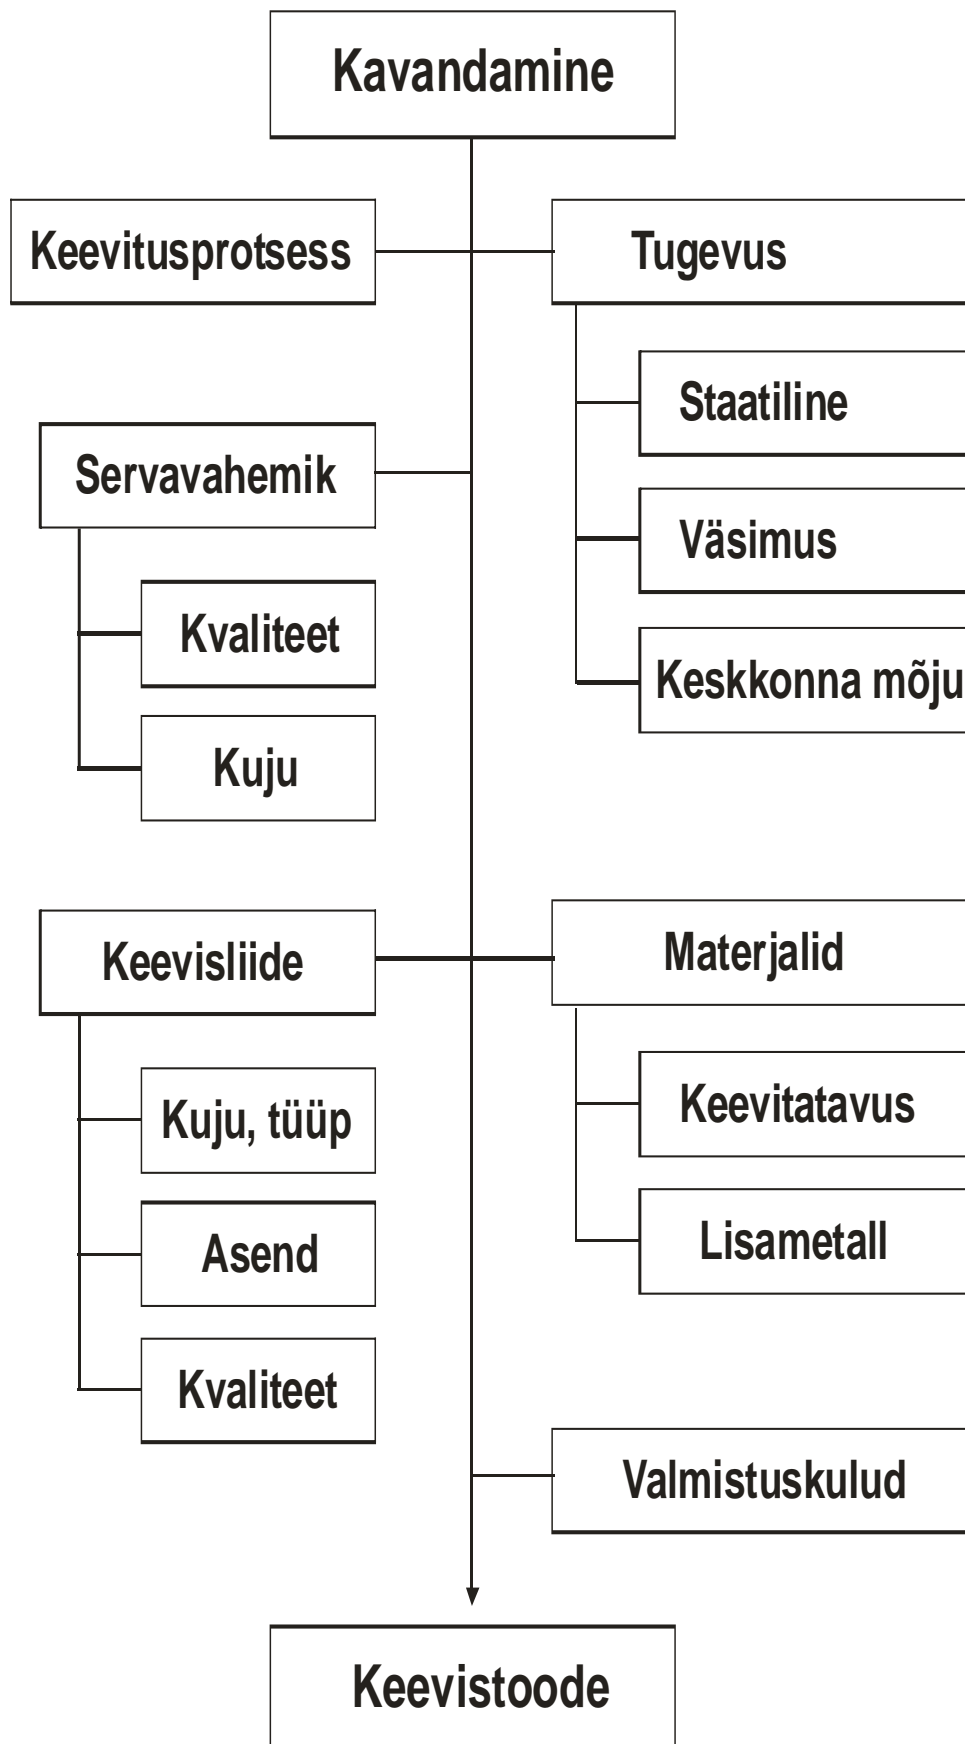 Kavandamine
Keevitusprotsess
Tugevus
Staatiline
Servavahemik
Väsimus
Kvaliteet
Keskkonna mõju
Kuju
Keevisliide
Materjalid
Kuju, tüüp
Keevitatavus
Asend
Lisametall
Kvaliteet
Valmistuskulud
Keevistoode